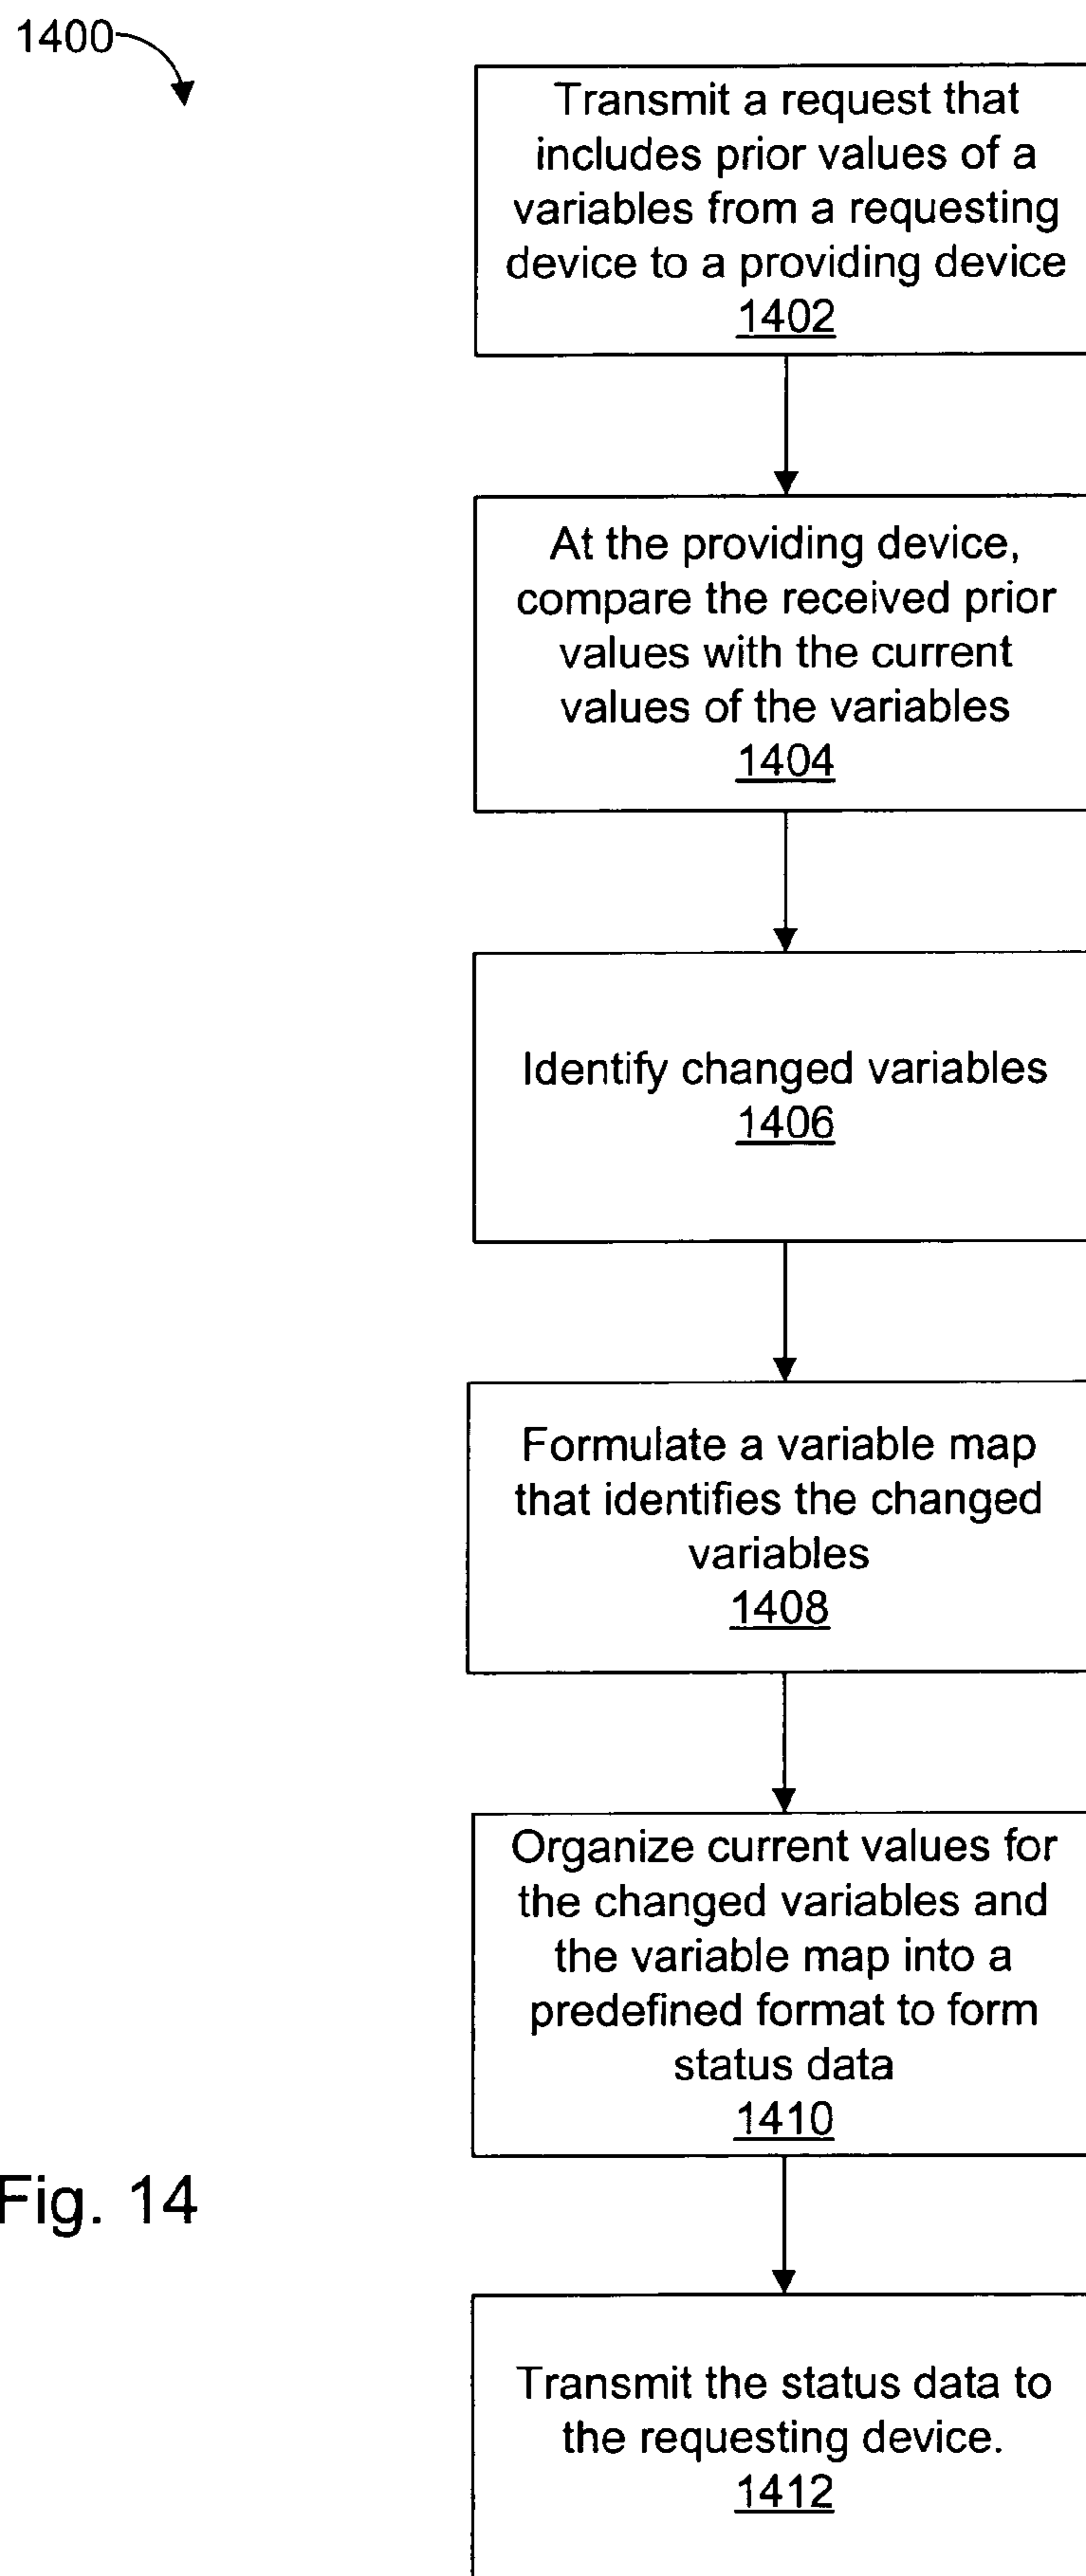 1400
Transmit a request that
includes prior values of a
variables from a requesting
device to a providing device
1402
At the providing device,
compare the received prior
values with the current
values of the variables
1404
Identify changed variables
1406
Formulate a variable map
that identifies the changed
variables
1408
Organize current values for
the changed variables and
the variable map into a
predefined format to form
status data
1410
Fig. 14
Transmit the status data to
the requesting device.
1412